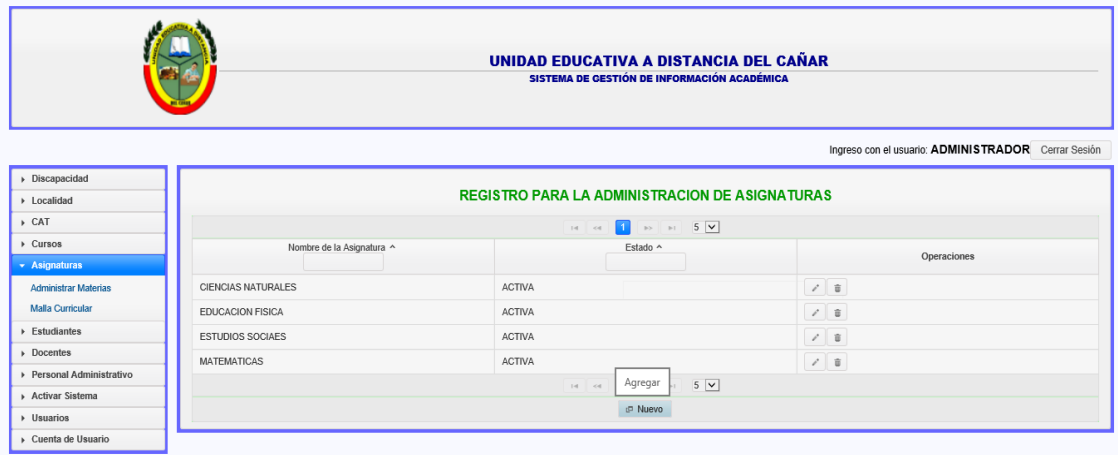 UNIDAD EDUCATIVA A DISTANCIA DEL CAÑAR
SISTEMA DE GESTIÓN DE INFORMACIÓN ACADÉMICA
Ingreso con el usuario: ADMINISTRADOR Cerrar Sesión
Discapacidad
Localidad
CAT
Cursos
Asignaturas
Administrar Materias
Malla Curricular
Estudiantes
Docentes
Personal Administrativo
Activar Sistema
Usuarios
Cuenta de Usuario
REGISTRO PARA LA ADMINISTRACION DE ASIGNATURAS
1 5
Nombre de la Asignatura Estado Operaciones
CIENCIAS NATURALES ACTIVA
EDUCACION FISICA ACTIVA
ESTUDIOS SOCIAES ACTIVA
MATEMATICAS ACTIVA
Agregar 5
Nuevo